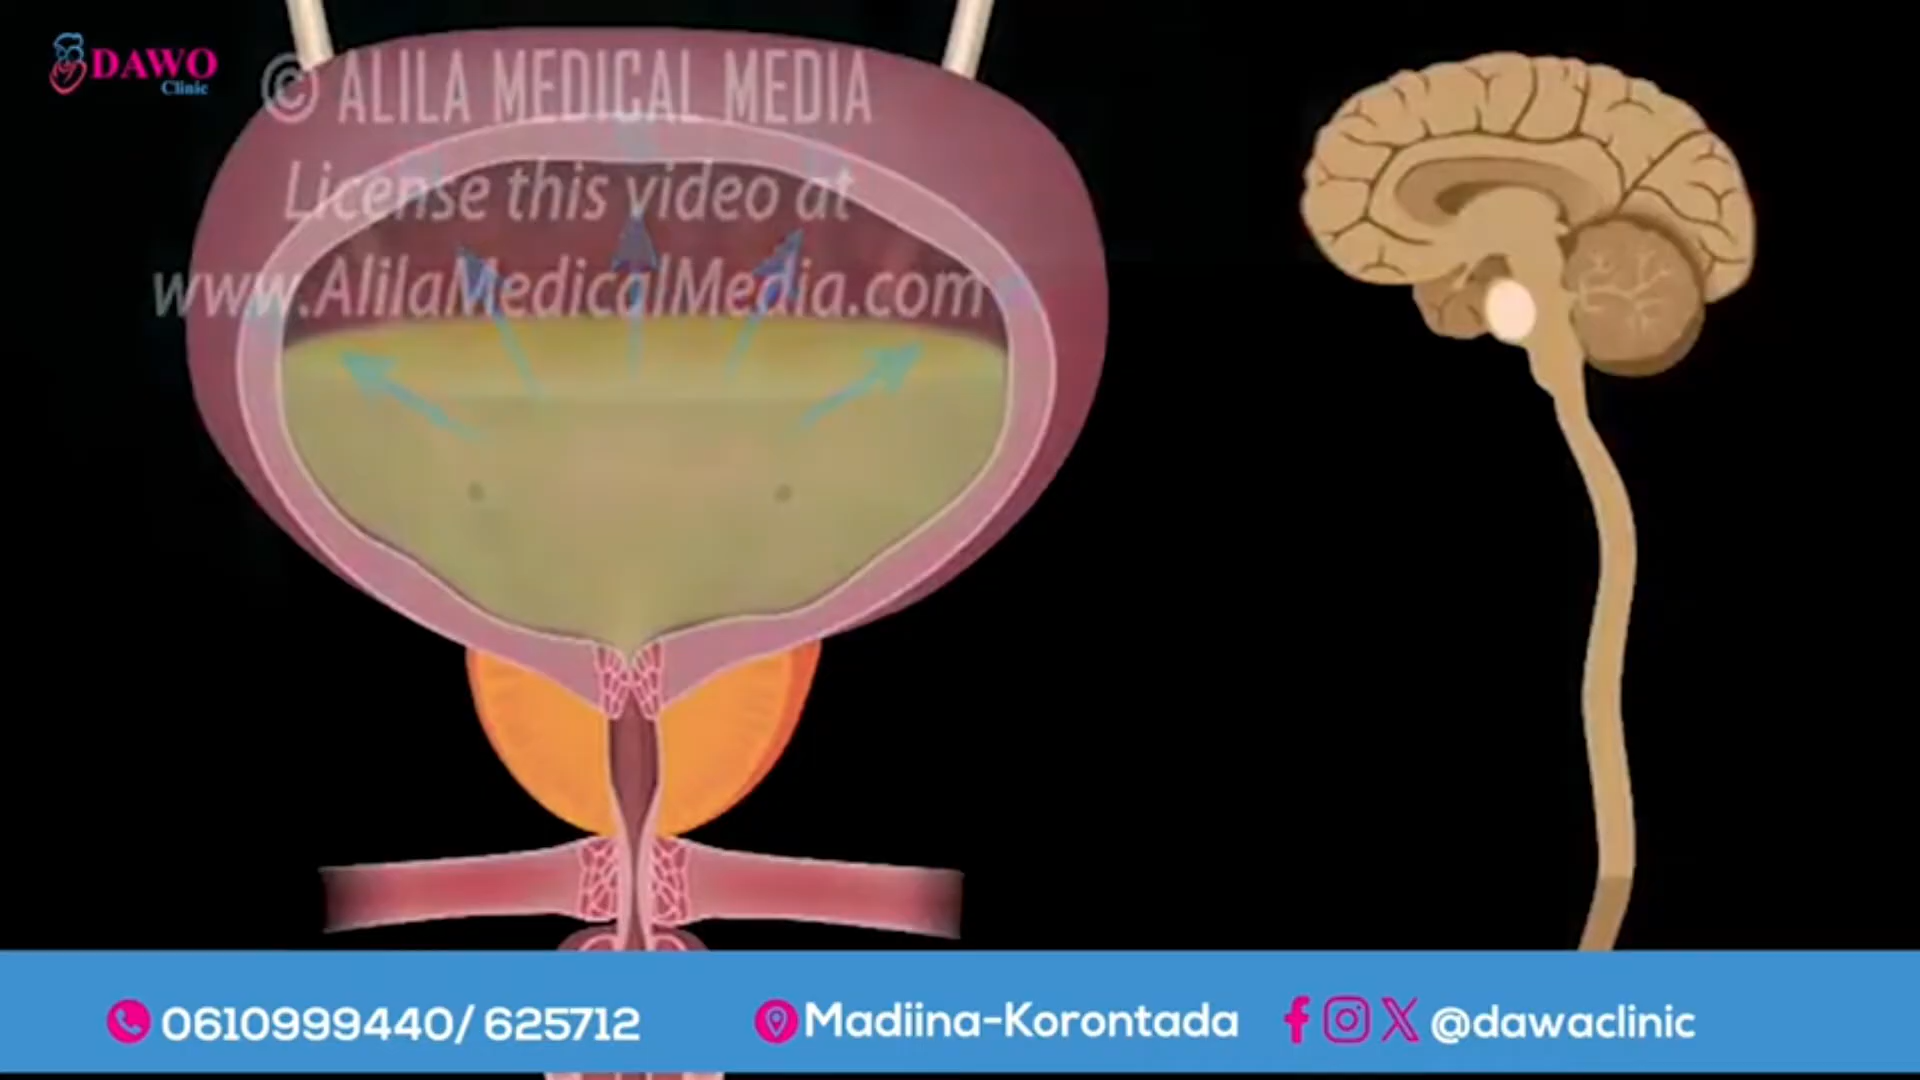 DAWO
Clinic
© ALILA MEDICAL MEDIA
License this video at
www.AlilaMedicalMedia.com
0610999440/ 625712
Madiina-Korontada
@dawaclinic